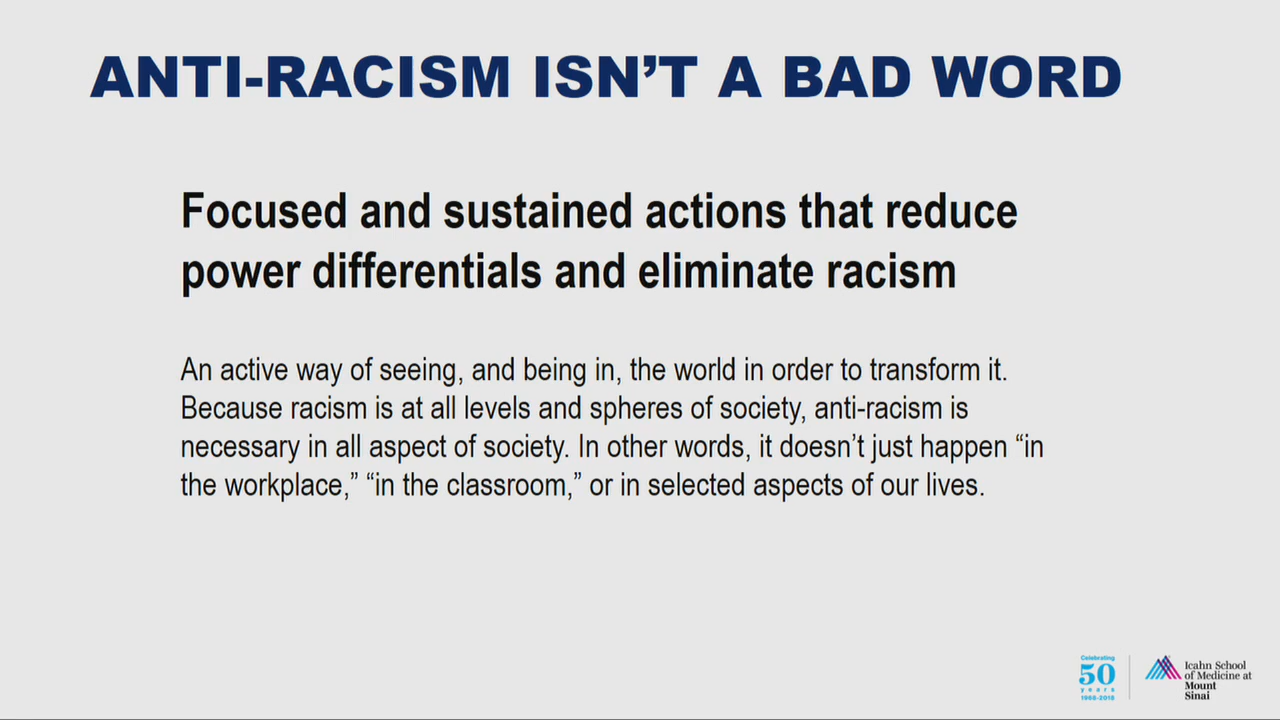 ANTI-RACISM ISN’T A BAD WORD
Focused and sustained actions that reduce
power differentials and eliminate racism
An active way of seeing, and being in, the world in order to transform it.
Because racism is at all levels and spheres of society, anti-racism is
necessary in all aspect of society. In other words, it doesn’t just happen “in
the workplace,” “in the classroom,” or in selected aspects of our lives.
Celebrating
50
years
1968-2018
Icahn School
of Medicine at
Mount
Sinai